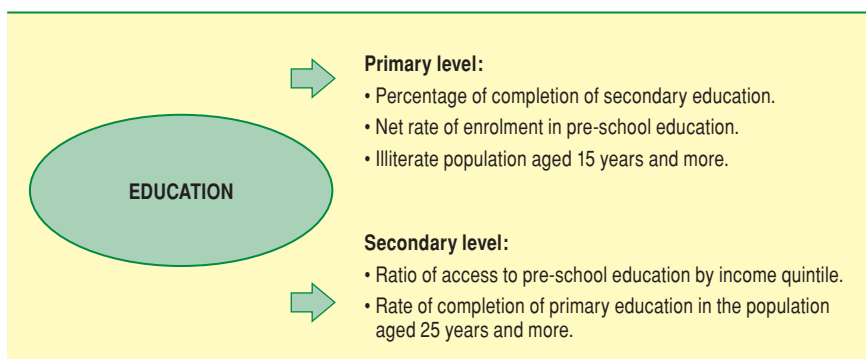 EDUCATION
Primary level:
• Percentage of completion of secondary education.
• Net rate of enrolment in pre-school education.
• Illiterate population aged 15 years and more.
Secondary level:
• Ratio of access to pre-school education by income quintile.
• Rate of completion of primary education in the population
aged 25 years and more.